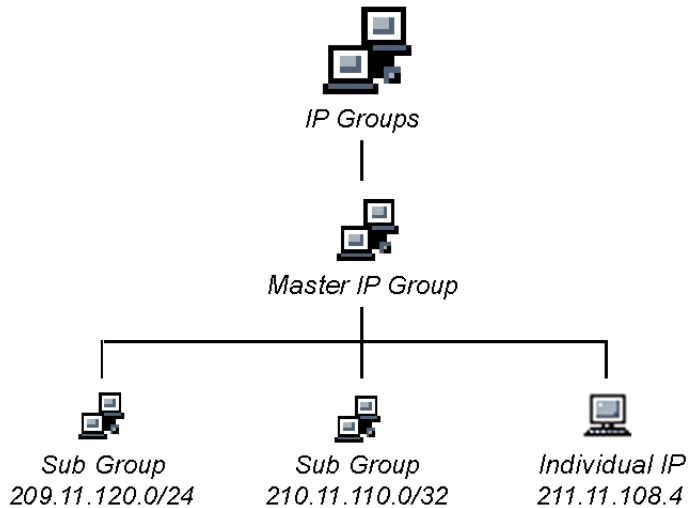 IP Groups
Master IP Group
Sub Group
209.11.120.0/24
Sub Group
210.11.110.0/32
Individual IP
211.11.108.4